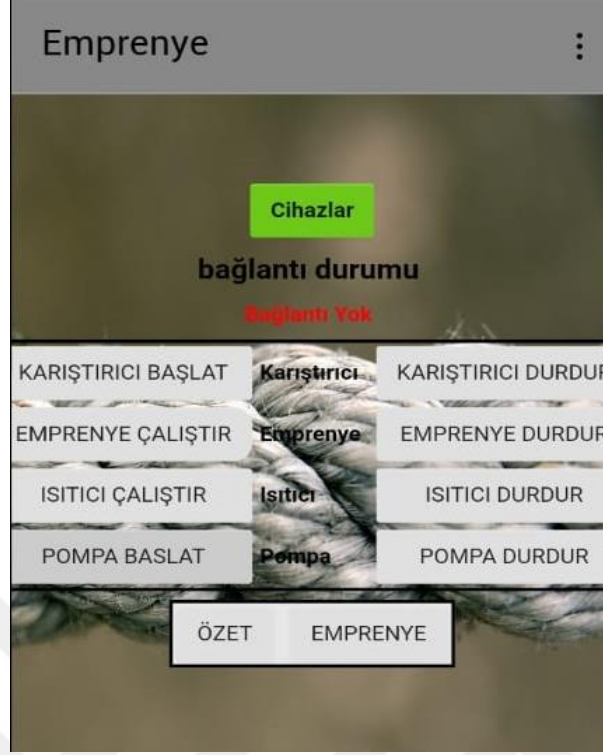 Emprenye
Cihazlar
bağlantı durumu
Bağlantı Yok
KARIŞTIRICI BAŞLAT Karıştırıcı KARIŞTIRICI DURDUR
EMPRENYE ÇALIŞTIR Emprenye EMPRENYE DURDUR
ISITICI ÇALIŞTIR Isıtıcı ISITICI DURDUR
POMPA BASLAT Pompa POMPA DURDUR
ÖZET EMPRENYE